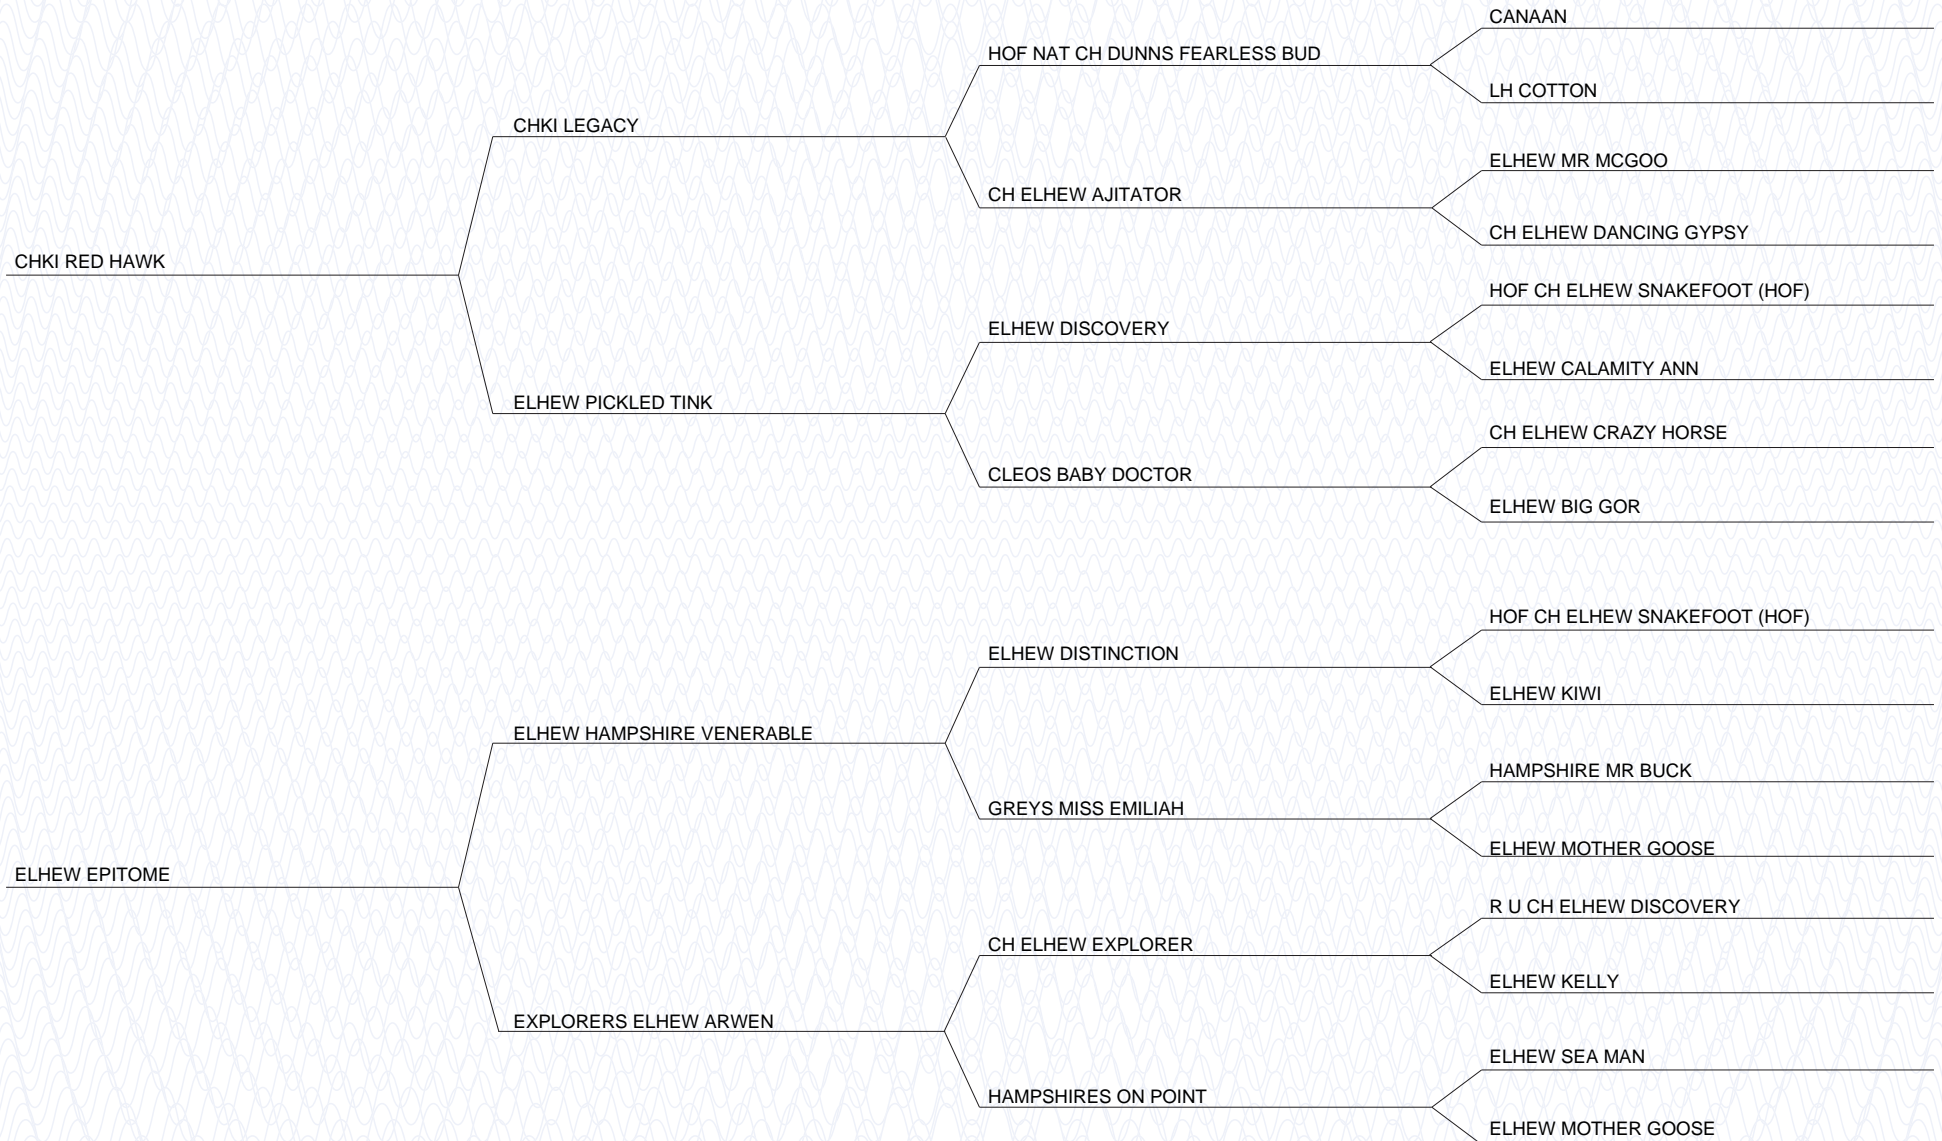 CANAAN
HOF NAT CH DUNNS FEARLESS BUD
LH COTTON
CHKI LEGACY
ELHEW MR MCGOO
CH ELHEW AJITATOR
CH ELHEW DANCING GYPSY
CHKI RED HAWK
HOF CH ELHEW SNAKEFOOT (HOF)
ELHEW DISCOVERY
ELHEW CALAMITY ANN
ELHEW PICKLED TINK
CH ELHEW CRAZY HORSE
CLEOS BABY DOCTOR
ELHEW BIG GOR
HOF CH ELHEW SNAKEFOOT (HOF)
ELHEW DISTINCTION
ELHEW KIWI
ELHEW HAMPSHIRE VENERABLE
HAMPSHIRE MR BUCK
GREYS MISS EMILIAH
ELHEW MOTHER GOOSE
ELHEW EPITOME
R U CH ELHEW DISCOVERY
CH ELHEW EXPLORER
ELHEW KELLY
EXPLORERS ELHEW ARWEN
ELHEW SEA MAN
HAMPSHIRES ON POINT
ELHEW MOTHER GOOSE